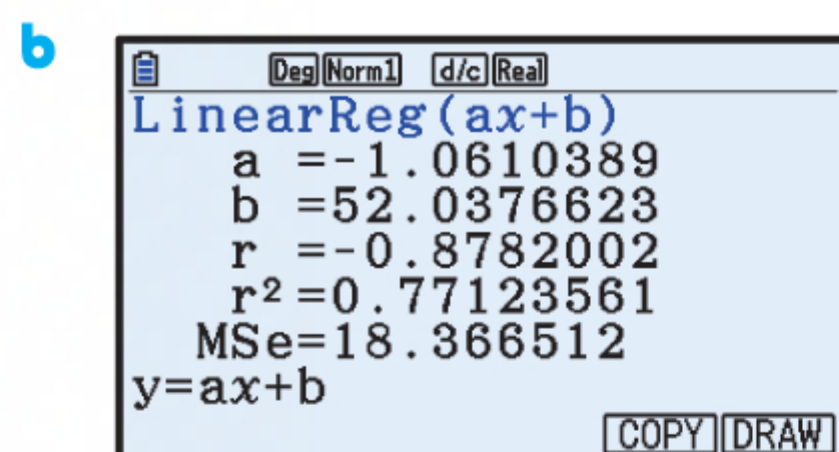 b
Deg Norm1 d/c Real
LinearReg(ax+b)
a =-1.0610389
b =52.0376623
r =-0.8782002
r²=0.77123561
MSe=18.366512
y=ax+b
COPY DRAW